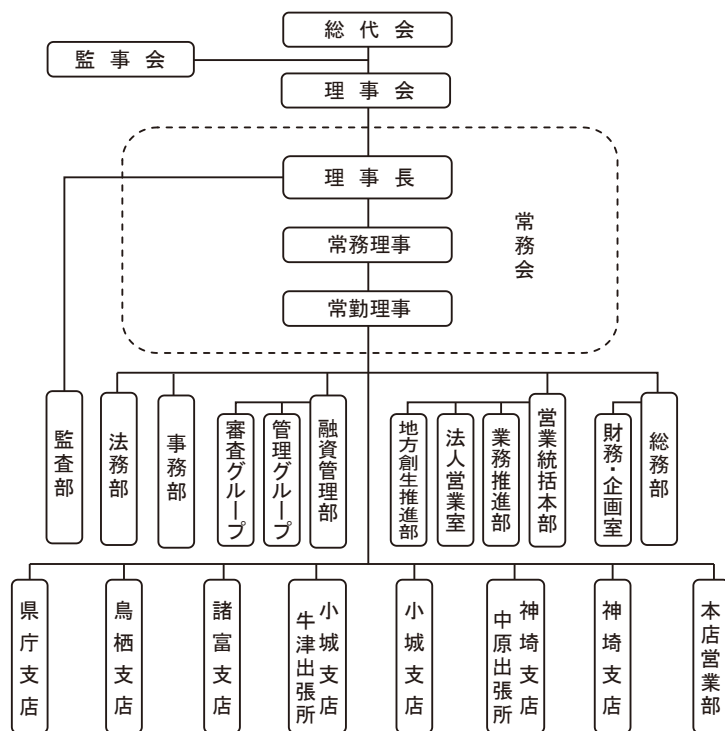 総代会
監事会
理事会
理事長
常務会
常務理事
常勤理事
総務部
財務・企画室
営業統括本部
業務推進部
法人営業室
地方創生推進部
融資管理部
管理グループ
審査グループ
事務部
法務部
監査部
本店営業部
神埼支店
神埼支店
中原出張所
小城支店
小城支店
牛津出張所
諸富支店
鳥栖支店
県庁支店